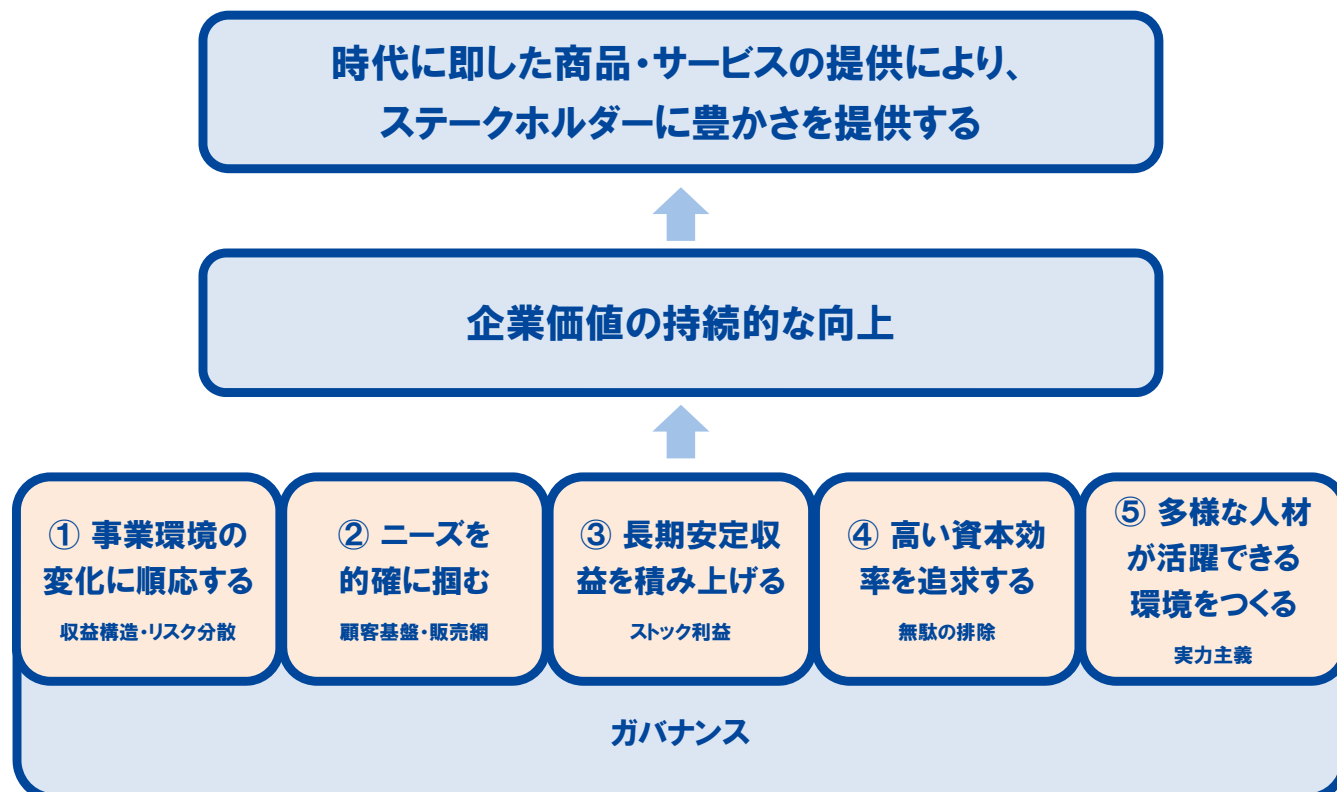 時代に即した商品・サービスの提供により、
ステークホルダーに豊かさを提供する
企業価値の持続的な向上
① 事業環境の
変化に順応する
収益構造・リスク分散
② ニーズを
的確に掴む
顧客基盤・販売網
③ 長期安定収
益を積み上げる
ストック利益
④ 高い資本効
率を追求する
無駄の排除
⑤ 多様な人材
が活躍できる
環境をつくる
実力主義
ガバナンス